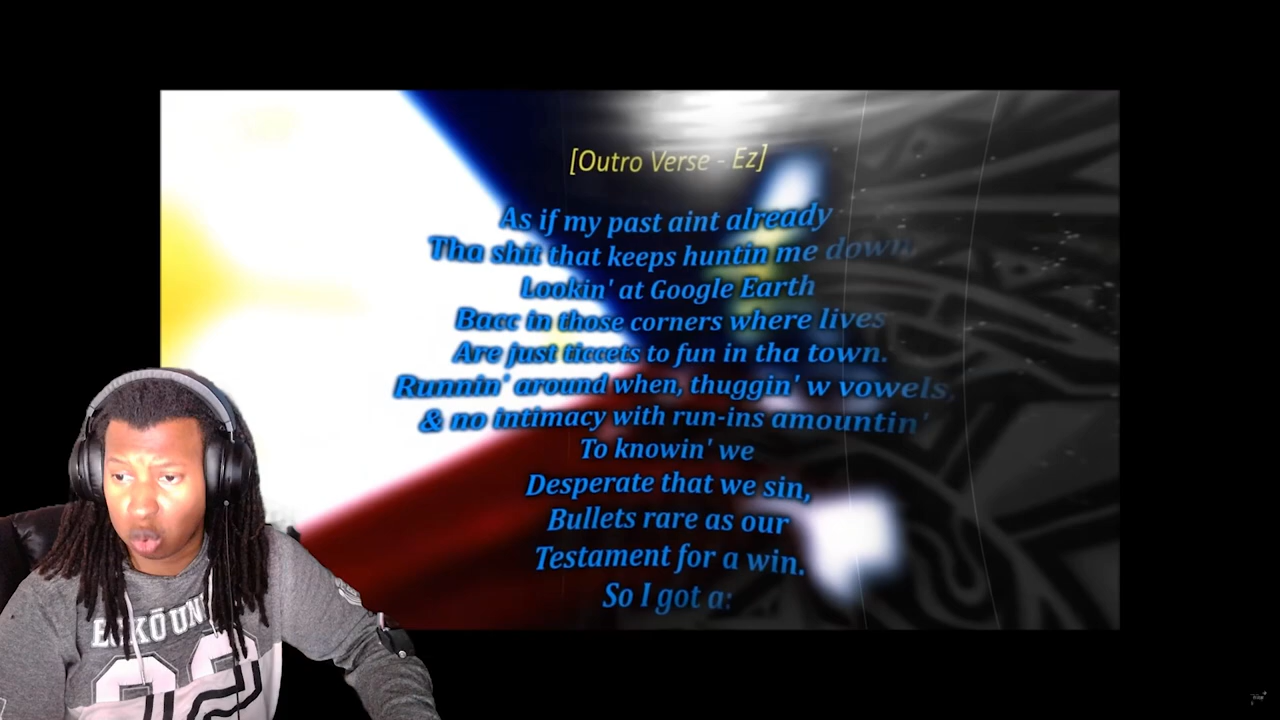 [Outro Verse - Ez]
As if my past aint already
Tha shit that keeps huntin me down,
Lookin' at Google Earth
Bacc in those corners where lives
Are just ticcets to fun in tha town.
Runnin' around when, thuggin' w vowels,
& no intimacy with run-ins amountin'
To knowin' we
Desperate that we sin,
Bullets rare as our
Testament for a win.
So I got a: